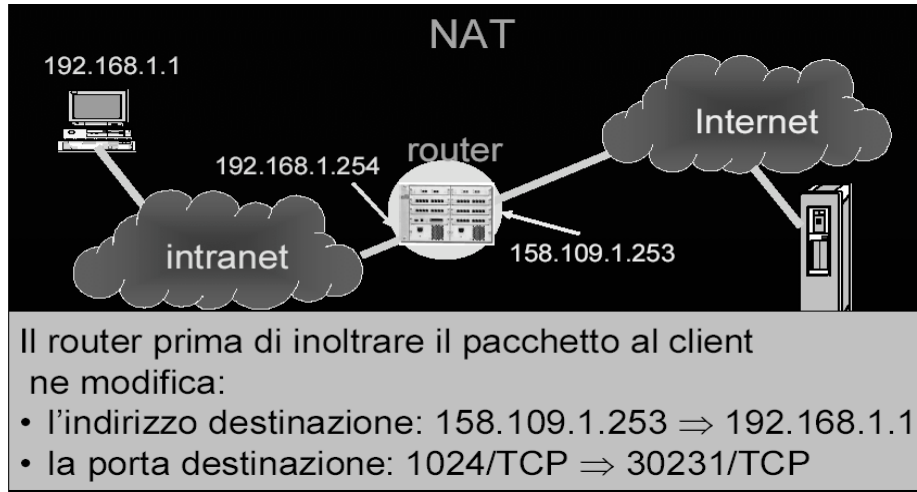 NAT
192.168.1.1
Internet
router
192.168.1.254
intranet
158.109.1.253
Il router prima di inoltrare il pacchetto al client
ne modifica:
• l'indirizzo destinazione: 158.109.1.253 ⇒ 192.168.1.1
• la porta destinazione: 1024/TCP ⇒ 30231/TCP